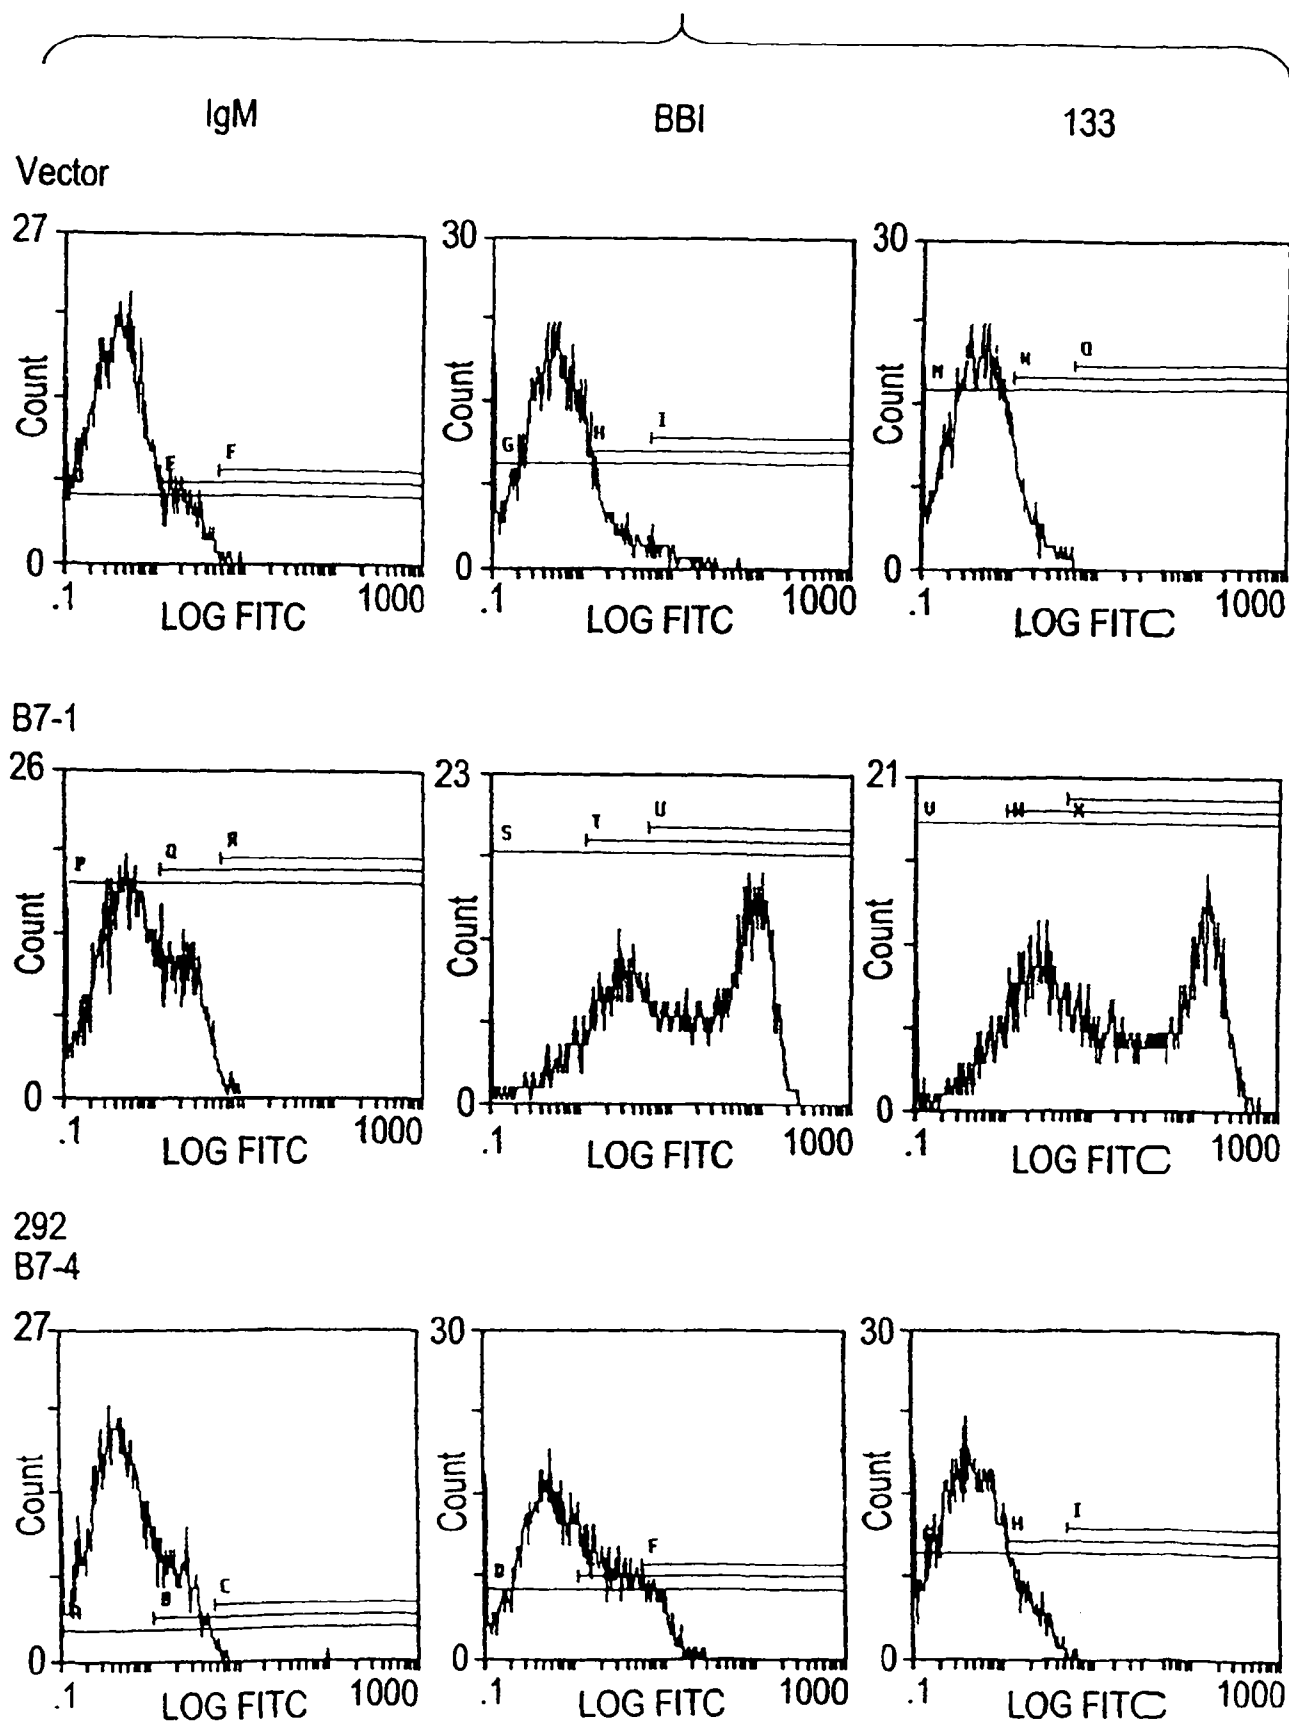 IgM BBI 133
Vector
27 30 30
Count Count Count
F E
G H I
M N O
0 0 0
.1 1000 .1 1000 .1 1000
LOG FITC LOG FITC LOG FITC
B7-1
26 23 21
Count Count Count
P Q R
S T U
V W X
0 0 0
.1 1000 .1 1000 .1 1000
LOG FITC LOG FITC LOG FITC
292
B7-4
27 30 30
Count Count Count
B C
D F
G H I
0 0 0
.1 1000 .1 1000 .1 1000
LOG FITC LOG FITC LOG FITC